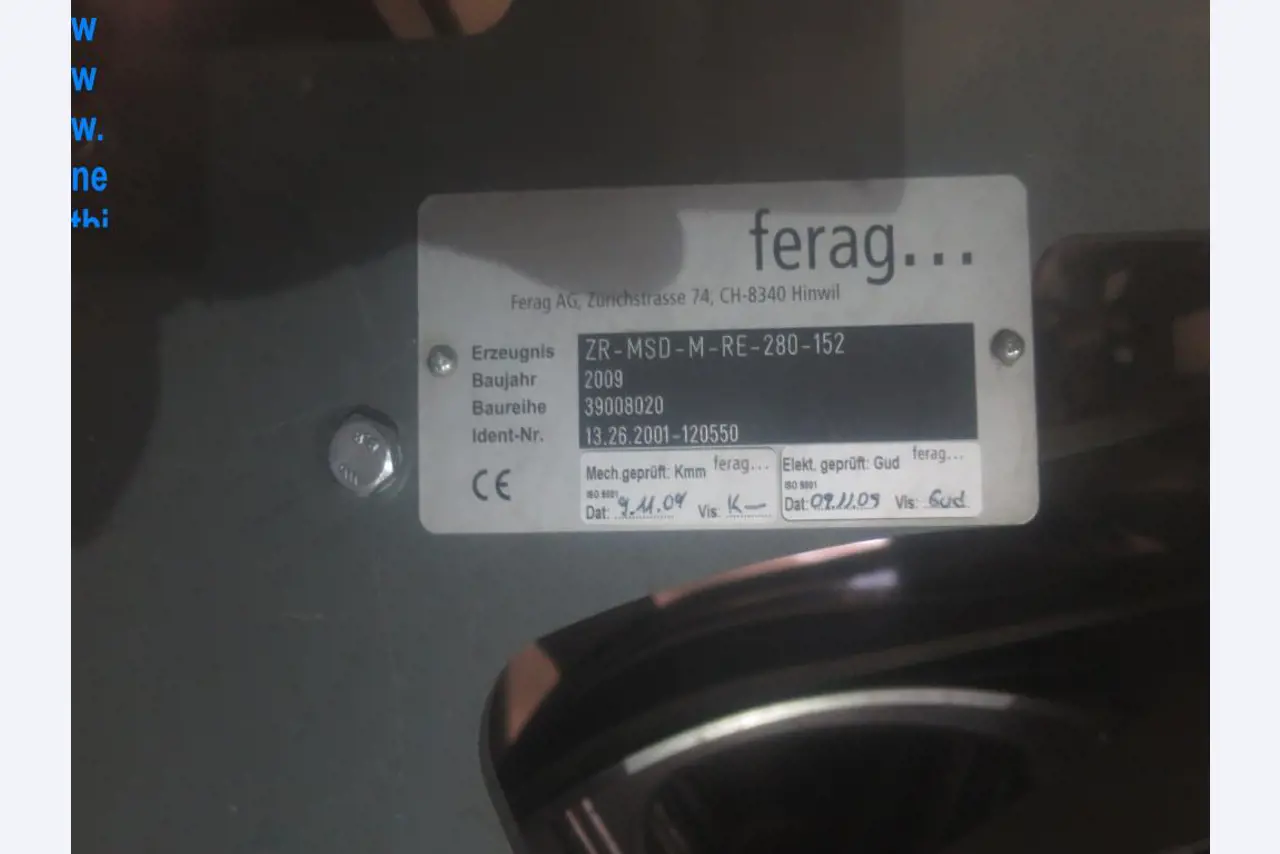 w
w
w.
ne
thi
ferag...
Ferag AG, Zürichstrasse 74, CH-8340 Hinwil
Erzeugnis ZR-MSD-M-RE-280-152
Baujahr 2009
Baureihe 39008020
Ident-Nr. 13.26.2001-120550
CE
Mech.geprüft: Kmm ferag...
ISO 9001
Dat: 9.11.09 Vis: K
Elekt. geprüft: Gud ferag...
ISO 9001
Dat: 09.11.09 Vis: Gud